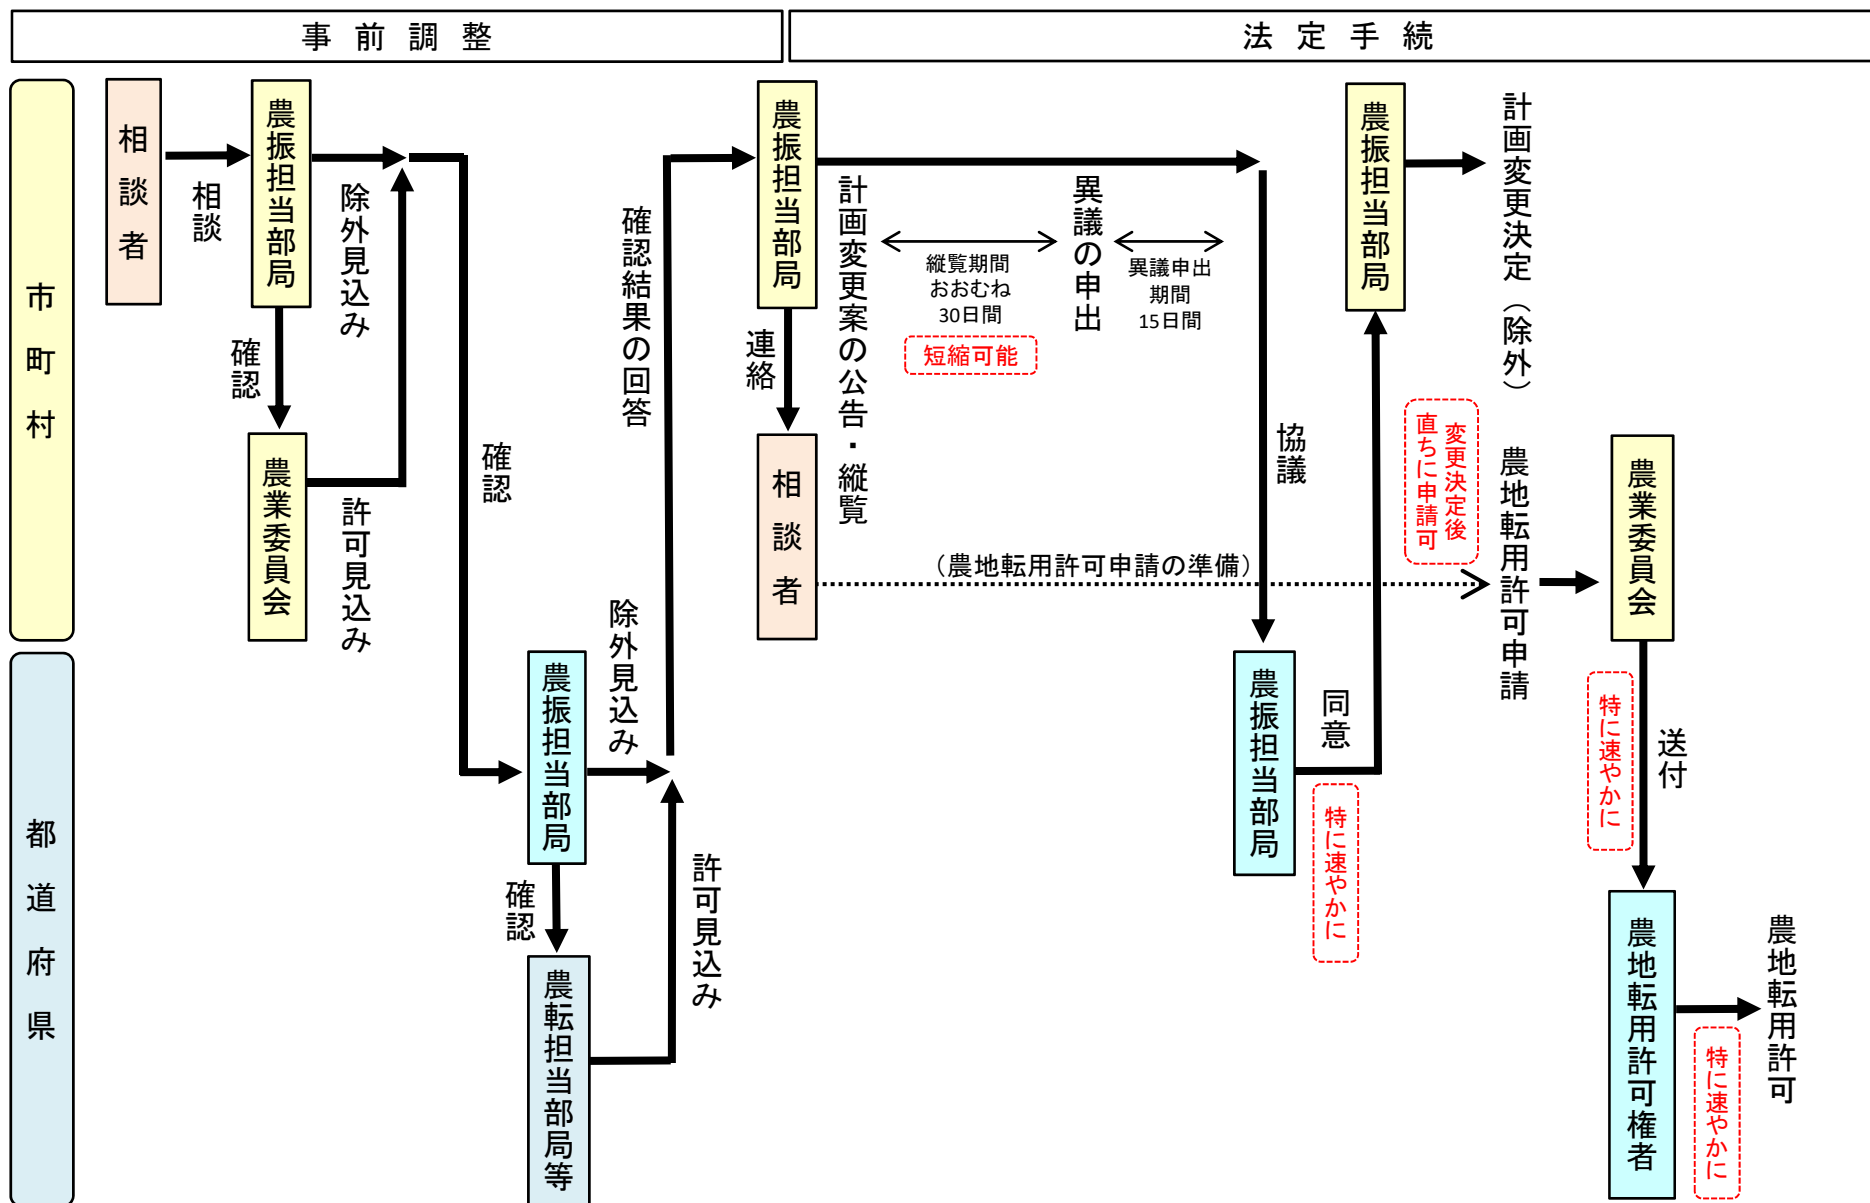 事前調整
法定手続
市町村
都道府県
相談者
相談
農振担当部局
除外見込み
確認
農業委員会
許可見込み
確認
農振担当部局
除外見込み
確認
農転担当部局等
許可見込み
確認結果の回答
農振担当部局
連絡
相談者
計画変更案の公告・縦覧
縦覧期間
おおむね
30日間
短縮可能
異議の申出
異議申出
期間
15日間
協議
（農地転用許可申請の準備）
農振担当部局
同意
特に速やかに
農振担当部局
計画変更決定（除外）
変更決定後
直ちに申請可
農地転用許可申請
農業委員会
特に速やかに
送付
農地転用許可権者
特に速やかに
農地転用許可